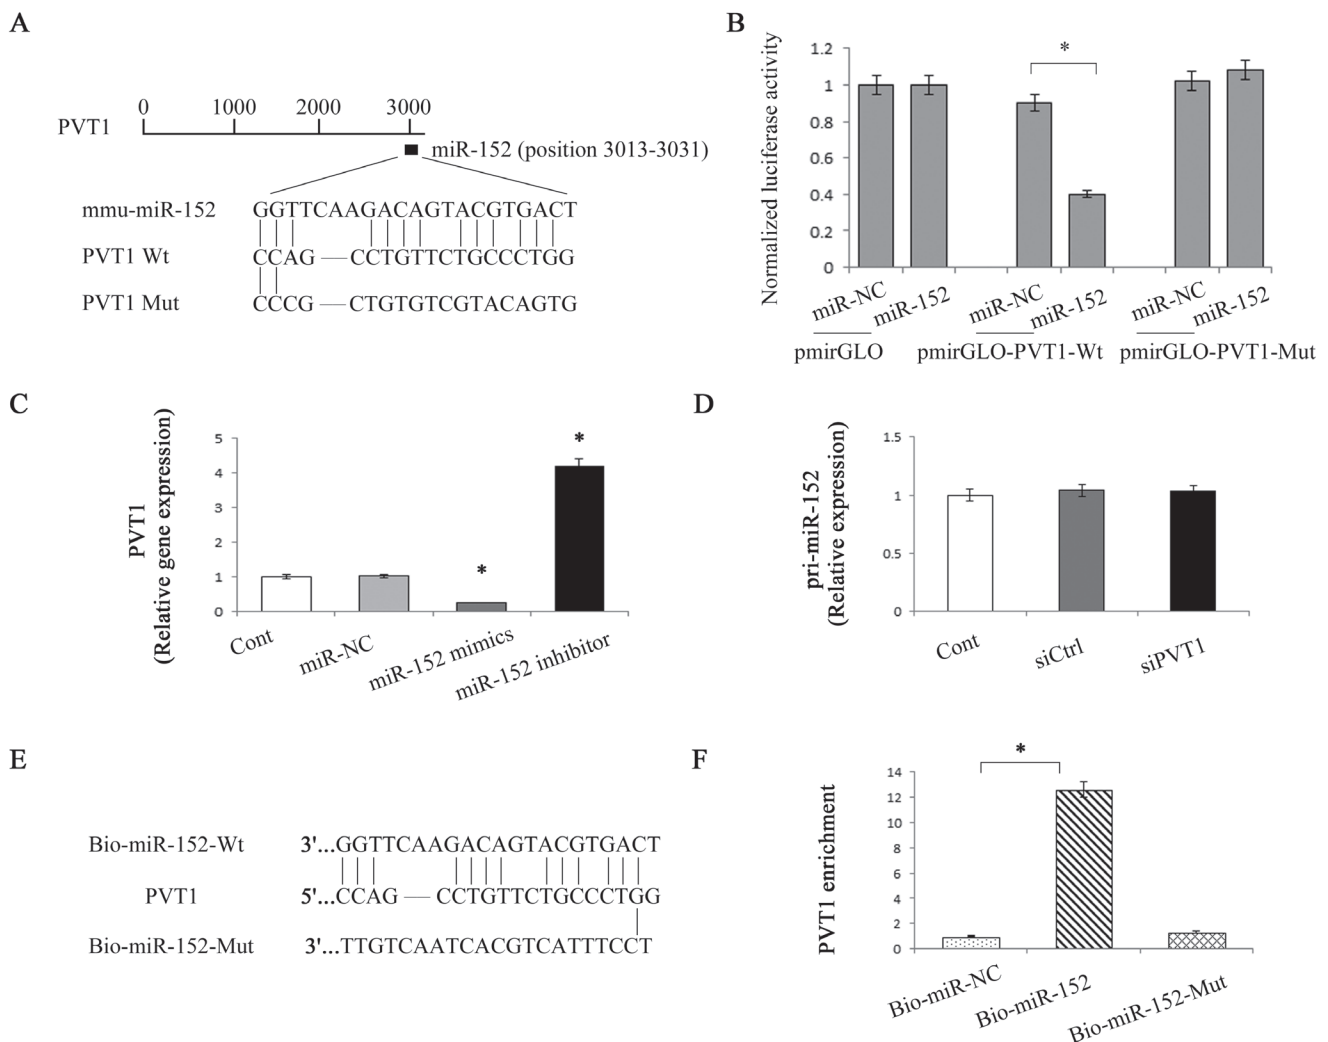 A
0 1000 2000 3000
PVT1
miR-152 (position 3013-3031)
mmu-miR-152 GGTTCAAGACAGTACGTGACT
PVT1 Wt CCAG — CCTGTTCTGCCCTGG
PVT1 Mut CCCG — CTGTGTCGTACAGTG
B
Normalized luciferase activity
1.2
1
0.8
0.6
0.4
0.2
0
*
miR-NC miR-152 miR-NC miR-152 miR-NC miR-152
pmirGLO pmirGLO-PVT1-Wt pmirGLO-PVT1-Mut
C
PVT1
(Relative gene expression)
5
4
3
2
1
0
* *
Cont miR-NC miR-152 mimics miR-152 inhibitor
D
pri-miR-152
(Relative expression)
1.5
1
0.5
0
Cont siCtrl siPVT1
E
Bio-miR-152-Wt 3'...GGTTCAAGACAGTACGTGACT
PVT1 5'...CCAG — CCTGTTCTGCCCTGG
Bio-miR-152-Mut 3'...TTGTCAATCACGTCATTTCCT
F
PVT1 enrichment
14
12
10
8
6
4
2
0
*
Bio-miR-NC Bio-miR-152 Bio-miR-152-Mut